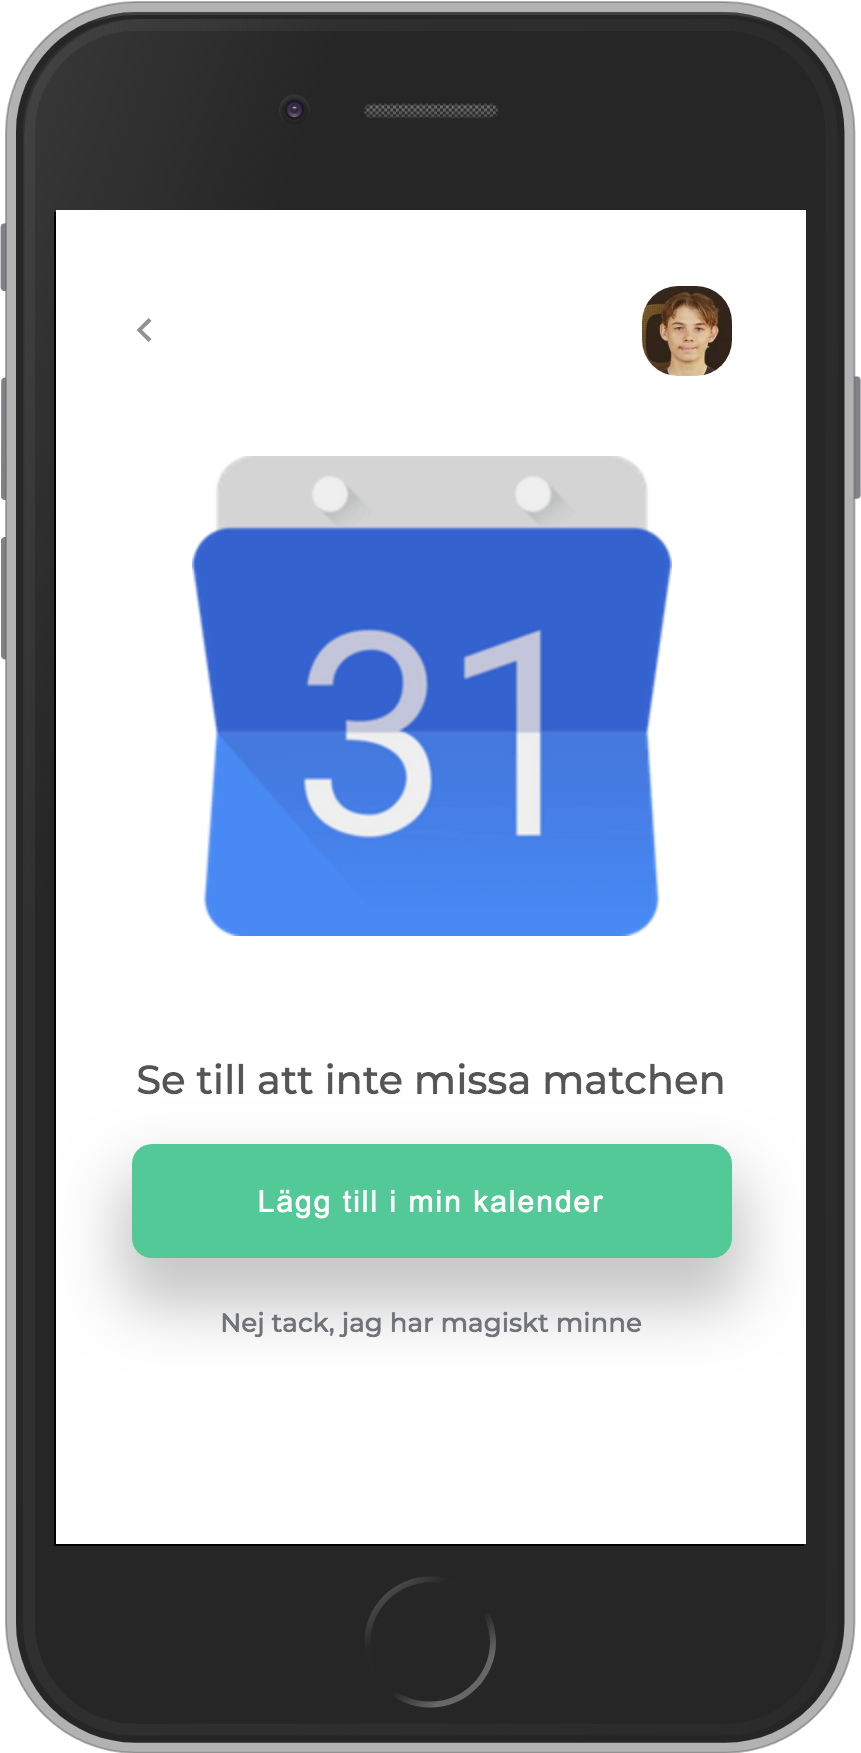 31
Se till att inte missa matchen
Lägg till i min kalender
Nej tack, jag har magiskt minne